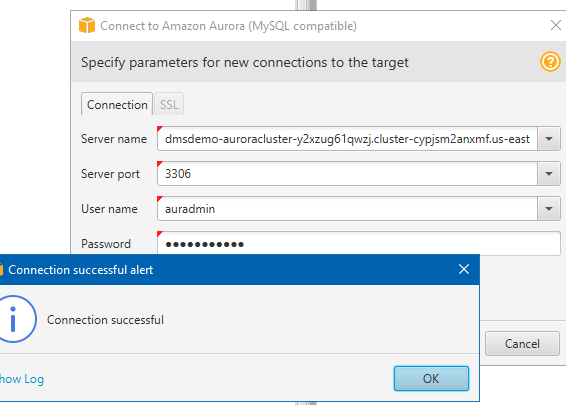 Connect to Amazon Aurora (MySQL compatible)
Specify parameters for new connections to the target
?
Connection
SSL
Server name
dmsdemo-auroracluster-y2xzug61qwzj.cluster-cypjsm2anxmf.us-east
Server port
3306
User name
auradmin
Password
●●●●●●●●●●●
Connection successful alert
Connection successful
Cancel
how Log
OK